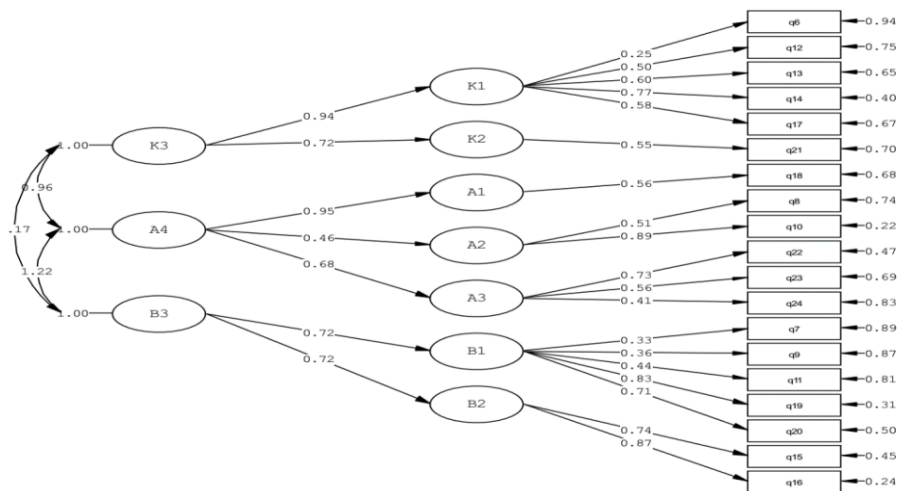 q6
0.94
0.25
q12
0.75
0.50
q13
0.65
0.60
K1
q14
0.40
0.77
q17
0.67
0.58
0.94
1.00
K3
0.72
K2
0.55
q21
0.70
q18
0.68
0.56
0.96
A1
q8
0.74
0.95
0.51
q10
0.22
.17
1.00
A4
0.46
A2
0.89
q22
0.47
0.68
0.73
q23
0.69
1.22
A3
0.56
q24
0.83
0.41
1.00
B3
0.72
q7
0.89
0.33
B1
0.36
q9
0.87
0.44
q11
0.81
0.72
0.83
q19
0.31
0.71
B2
q20
0.50
0.74
q15
0.45
0.87
q16
0.24